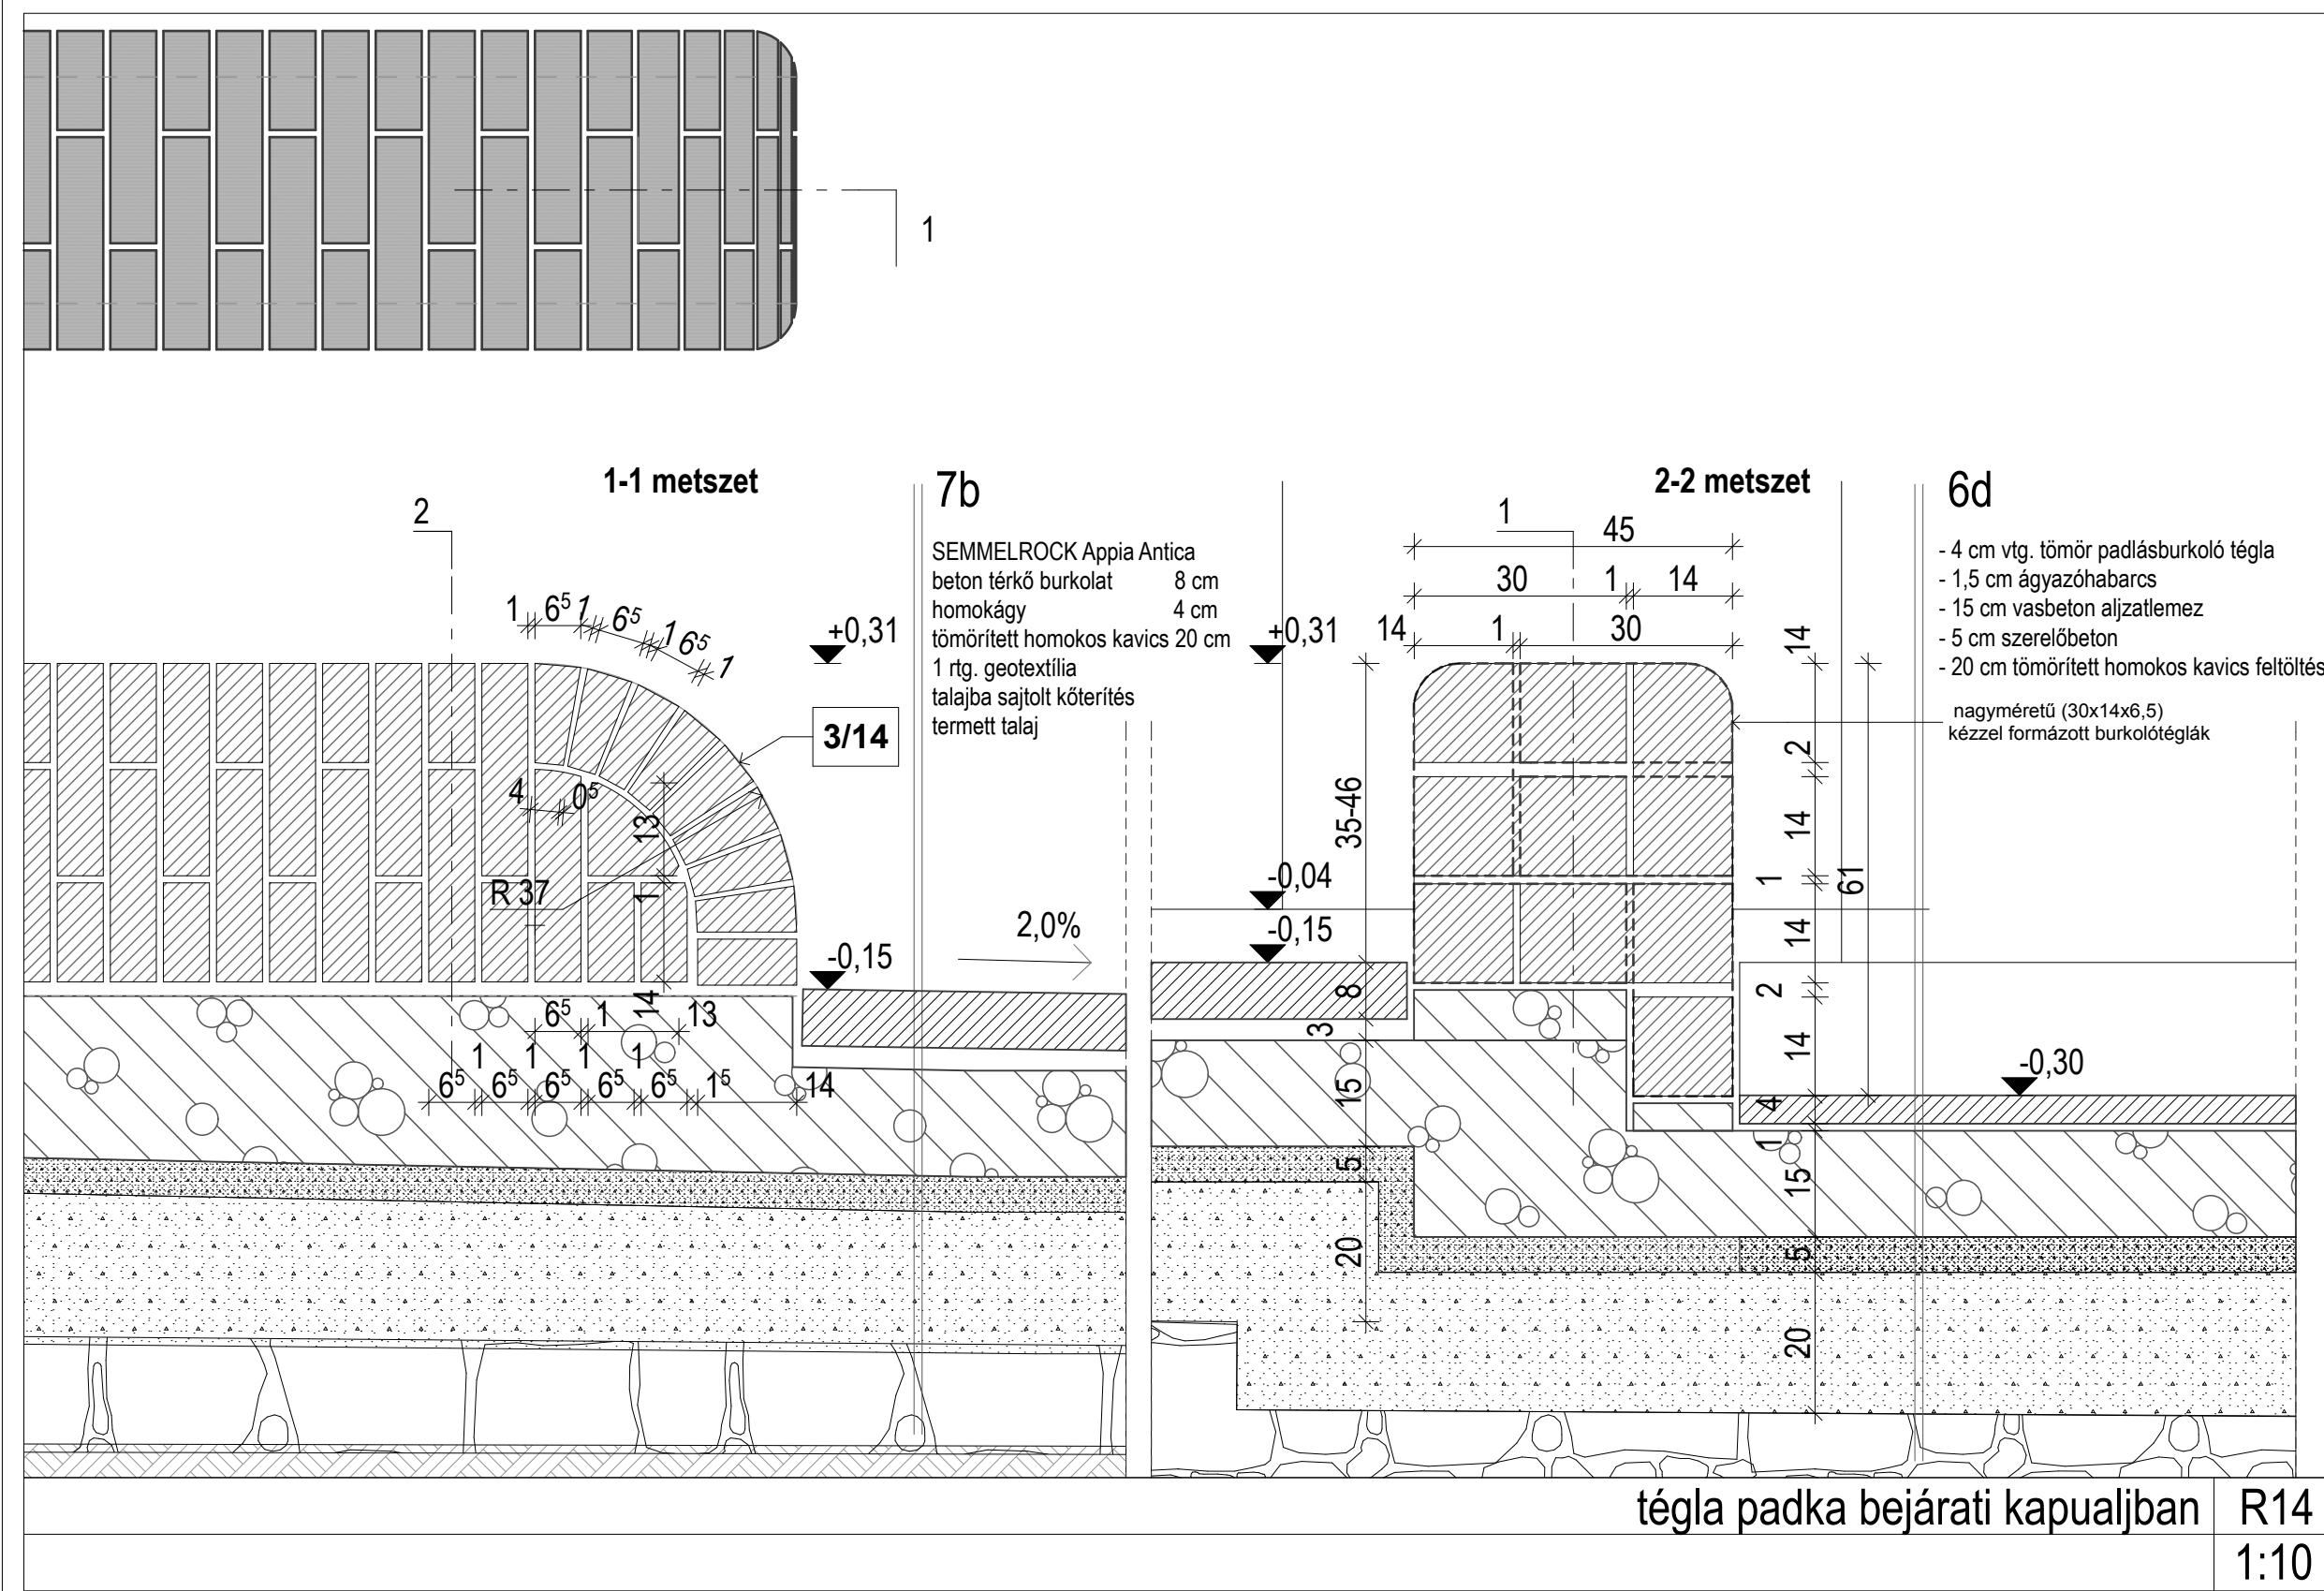 1
1-1 metszet
2
7b
SEMMELROCK Appia Antica
beton térkő burkolat 8 cm
homokágy 4 cm
tömörített homokos kavics 20 cm
1 rtg. geotextília
talajba sajtolt kőterítés
termett talaj
1 6⁵ 1 6⁵ 1 6⁵ 1
+0,31
3/14
4 0⁵
13
R 37
1
14
-0,15
2,0%
6⁵ 1 13
1 1 1 1
6⁵ 6⁵ 6⁵ 6⁵ 6⁵ 1⁵ 14
2-2 metszet
1
45
30 1 14
14 1 30
+0,31
35-46
-0,04
-0,15
8
3
15
5
20
14
2
14
1
14
2
14
4
1
15
5
20
61
6d
- 4 cm vtg. tömör padlásburkoló tégla
- 1,5 cm ágyazóhabarcs
- 15 cm vasbeton aljzatlemez
- 5 cm szerelőbeton
- 20 cm tömörített homokos kavics feltöltés
nagyméretű (30x14x6,5)
kézzel formázott burkolótéglák
-0,30
tégla padka bejárati kapualjban R14
1:10